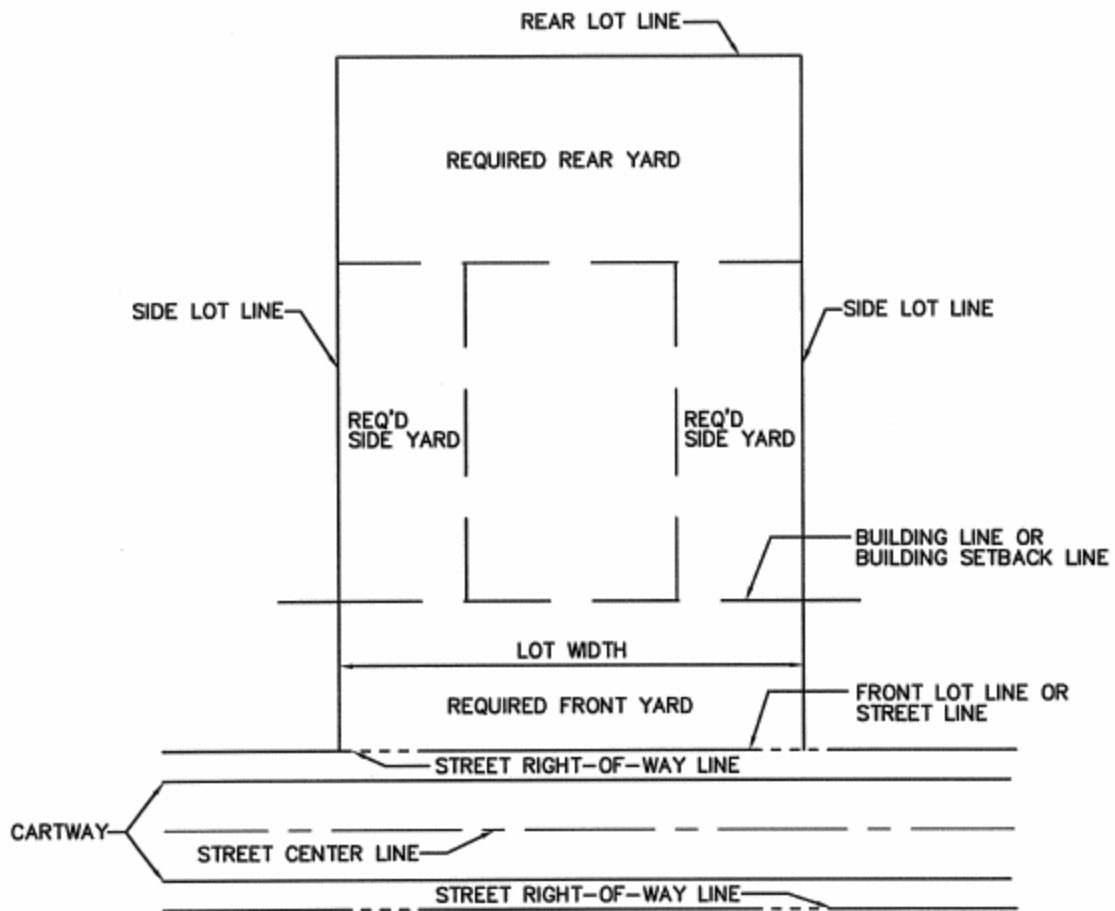 REAR LOT LINE
REQUIRED REAR YARD
SIDE LOT LINE
SIDE LOT LINE
REQ'D
SIDE YARD
REQ'D
SIDE YARD
BUILDING LINE OR
BUILDING SETBACK LINE
LOT WIDTH
REQUIRED FRONT YARD
FRONT LOT LINE OR
STREET LINE
STREET RIGHT-OF-WAY LINE
CARTWAY
STREET CENTER LINE
STREET RIGHT-OF-WAY LINE